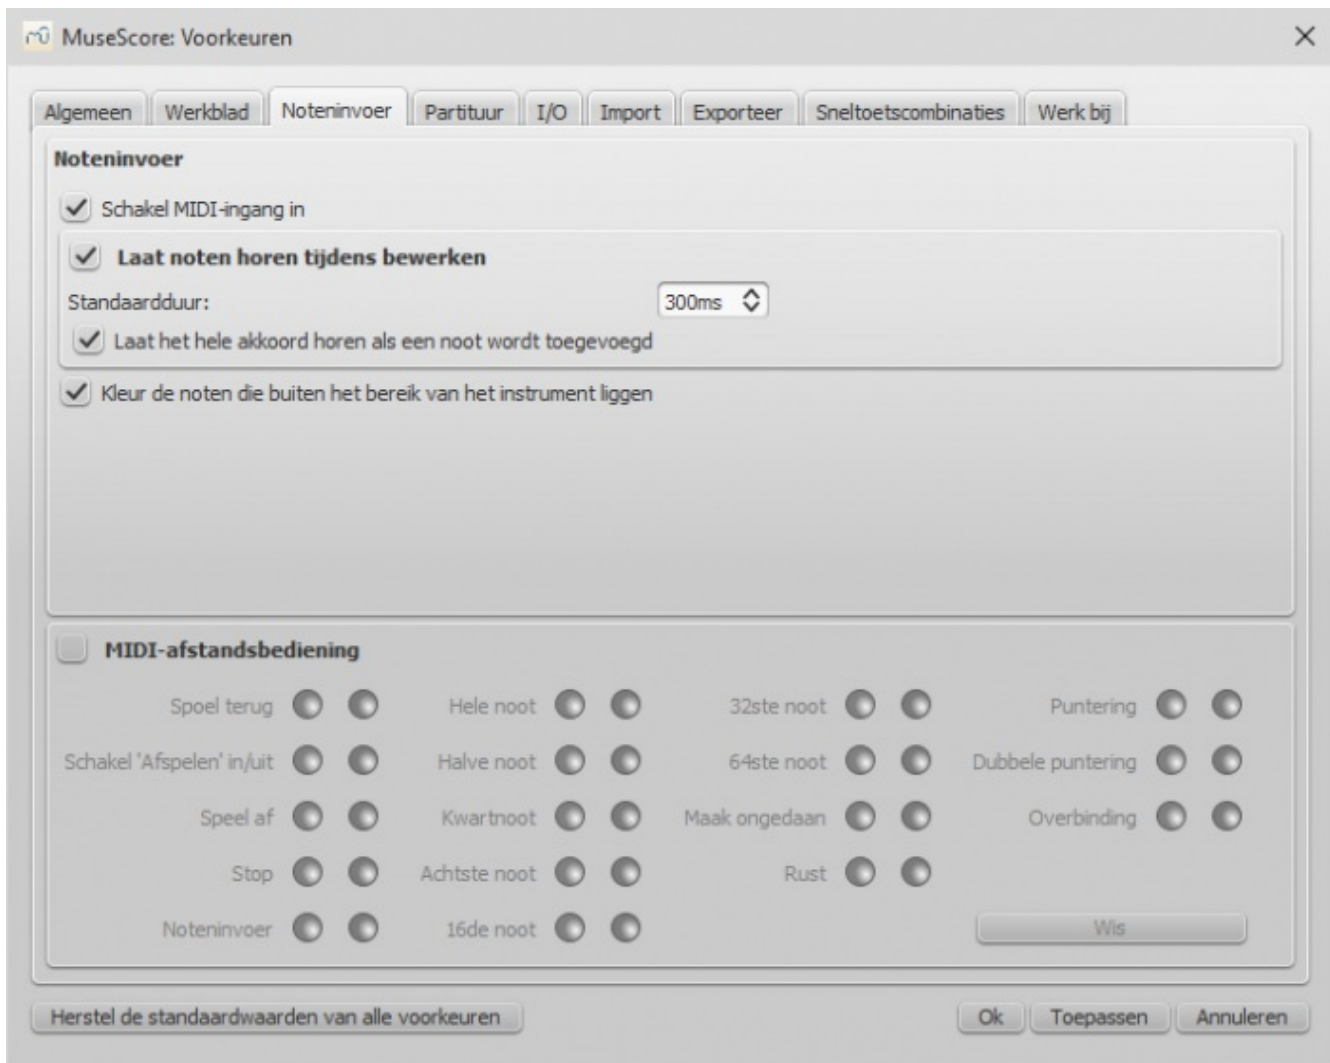 MuseScore: Voorkeuren
Algemeen Werkblad Noteninvoer Partituur I/O Import Exporteer Sneltoetscombinaties Werk bij
Noteninvoer
Schakel MIDI-ingang in
Laat noten horen tijdens bewerken
Standaardduur: 300ms
Laat het hele akkoord horen als een noot wordt toegevoegd
Kleur de noten die buiten het bereik van het instrument liggen
MIDI-afstandsbediening
Spoel terug Hele noot 32ste noot Puntering
Schakel 'Afspelen' in/uit Halve noot 64ste noot Dubbele puntering
Speel af Kwartnoot Maak ongedaan Overbinding
Stop Achtste noot Rust
Noteninvoer 16de noot Wis
Herstel de standaardwaarden van alle voorkeuren Ok Toepassen Annuleren